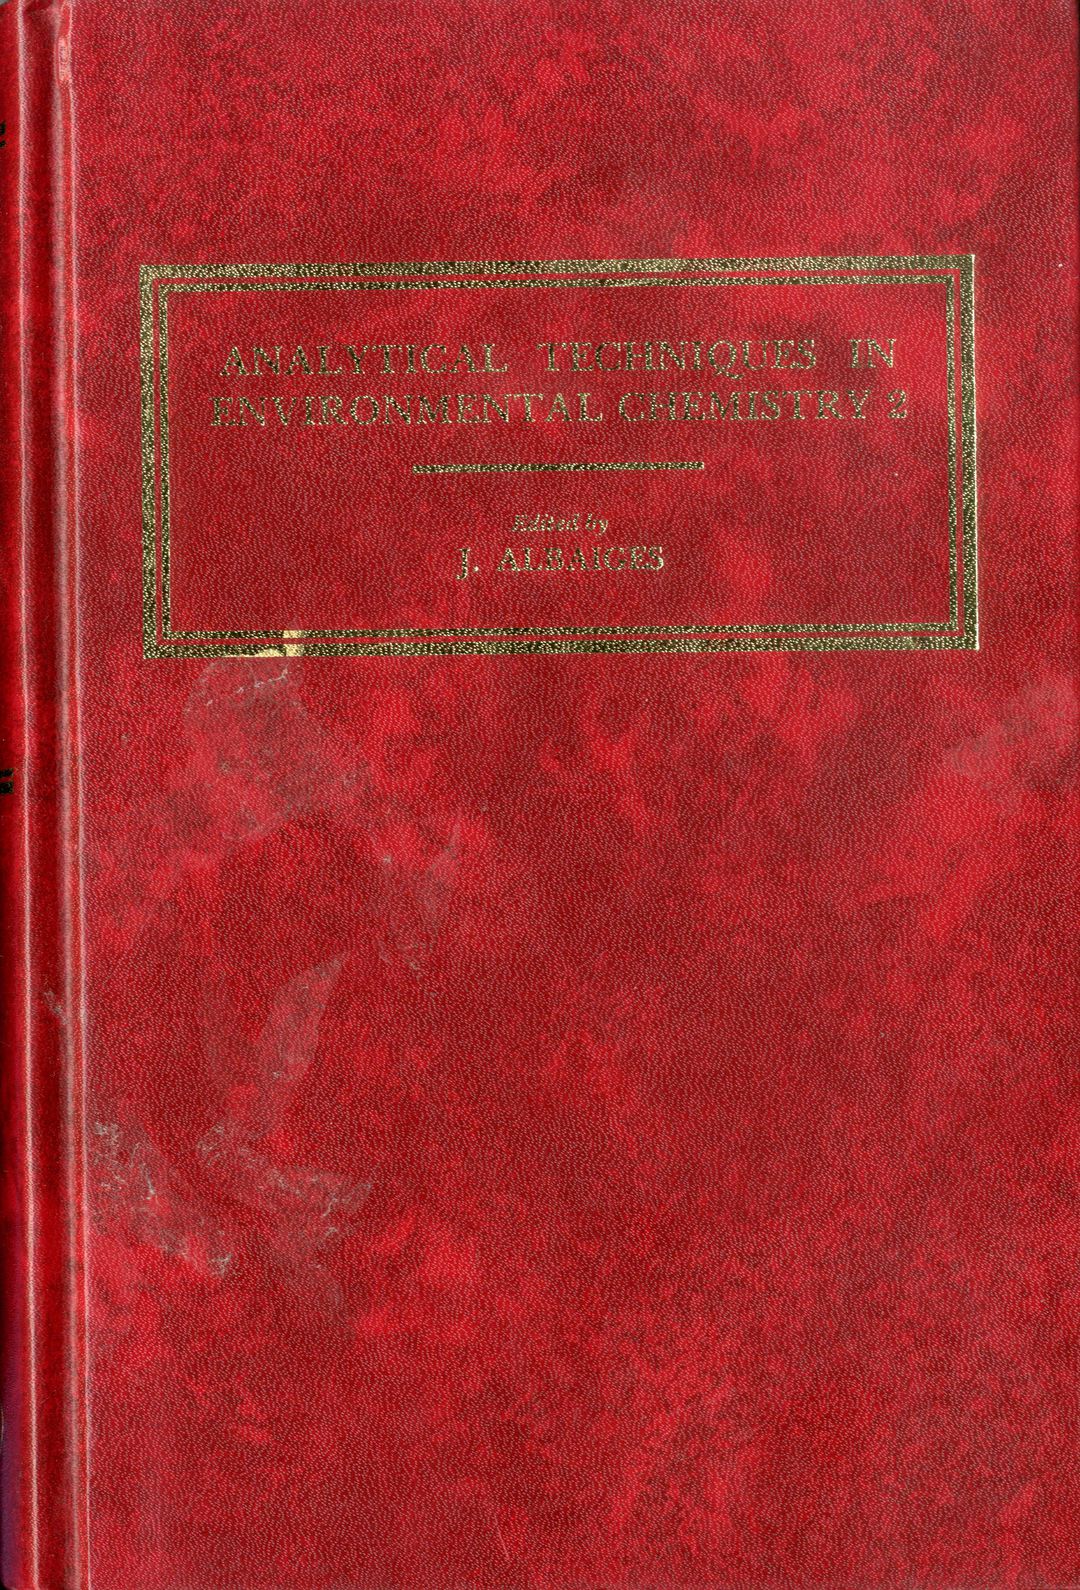 ANALYTICAL TECHNIQUES IN
ENVIRONMENTAL CHEMISTRY 2
Edited by
J. ALBAIGES